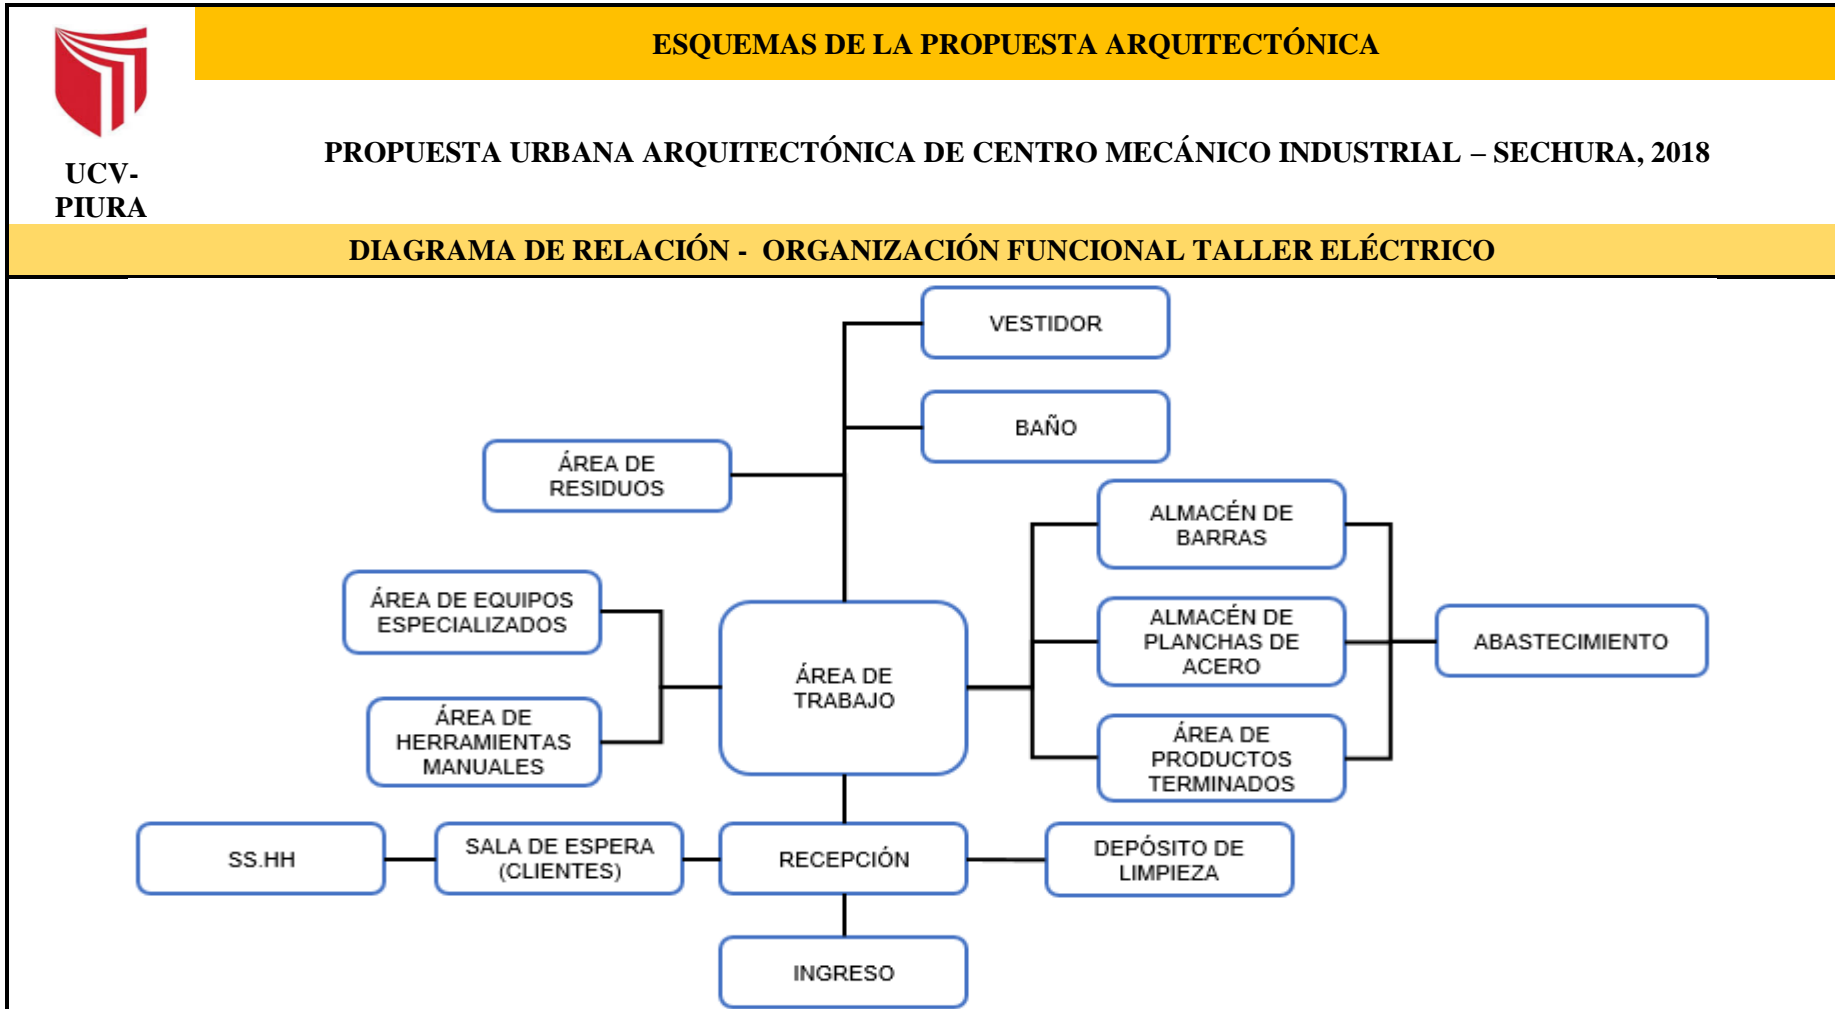 ESQUEMAS DE LA PROPUESTA ARQUITECTÓNICA
UCV-
PIURA
PROPUESTA URBANA ARQUITECTÓNICA DE CENTRO MECÁNICO INDUSTRIAL – SECHURA, 2018
DIAGRAMA DE RELACIÓN - ORGANIZACIÓN FUNCIONAL TALLER ELÉCTRICO
VESTIDOR
BAÑO
ÁREA DE
RESIDUOS
ALMACÉN DE
BARRAS
ÁREA DE EQUIPOS
ESPECIALIZADOS
ALMACÉN DE
PLANCHAS DE
ACERO
ABASTECIMIENTO
ÁREA DE
TRABAJO
ÁREA DE
HERRAMIENTAS
MANUALES
ÁREA DE
PRODUCTOS
TERMINADOS
SS.HH
SALA DE ESPERA
(CLIENTES)
RECEPCIÓN
DEPÓSITO DE
LIMPIEZA
INGRESO